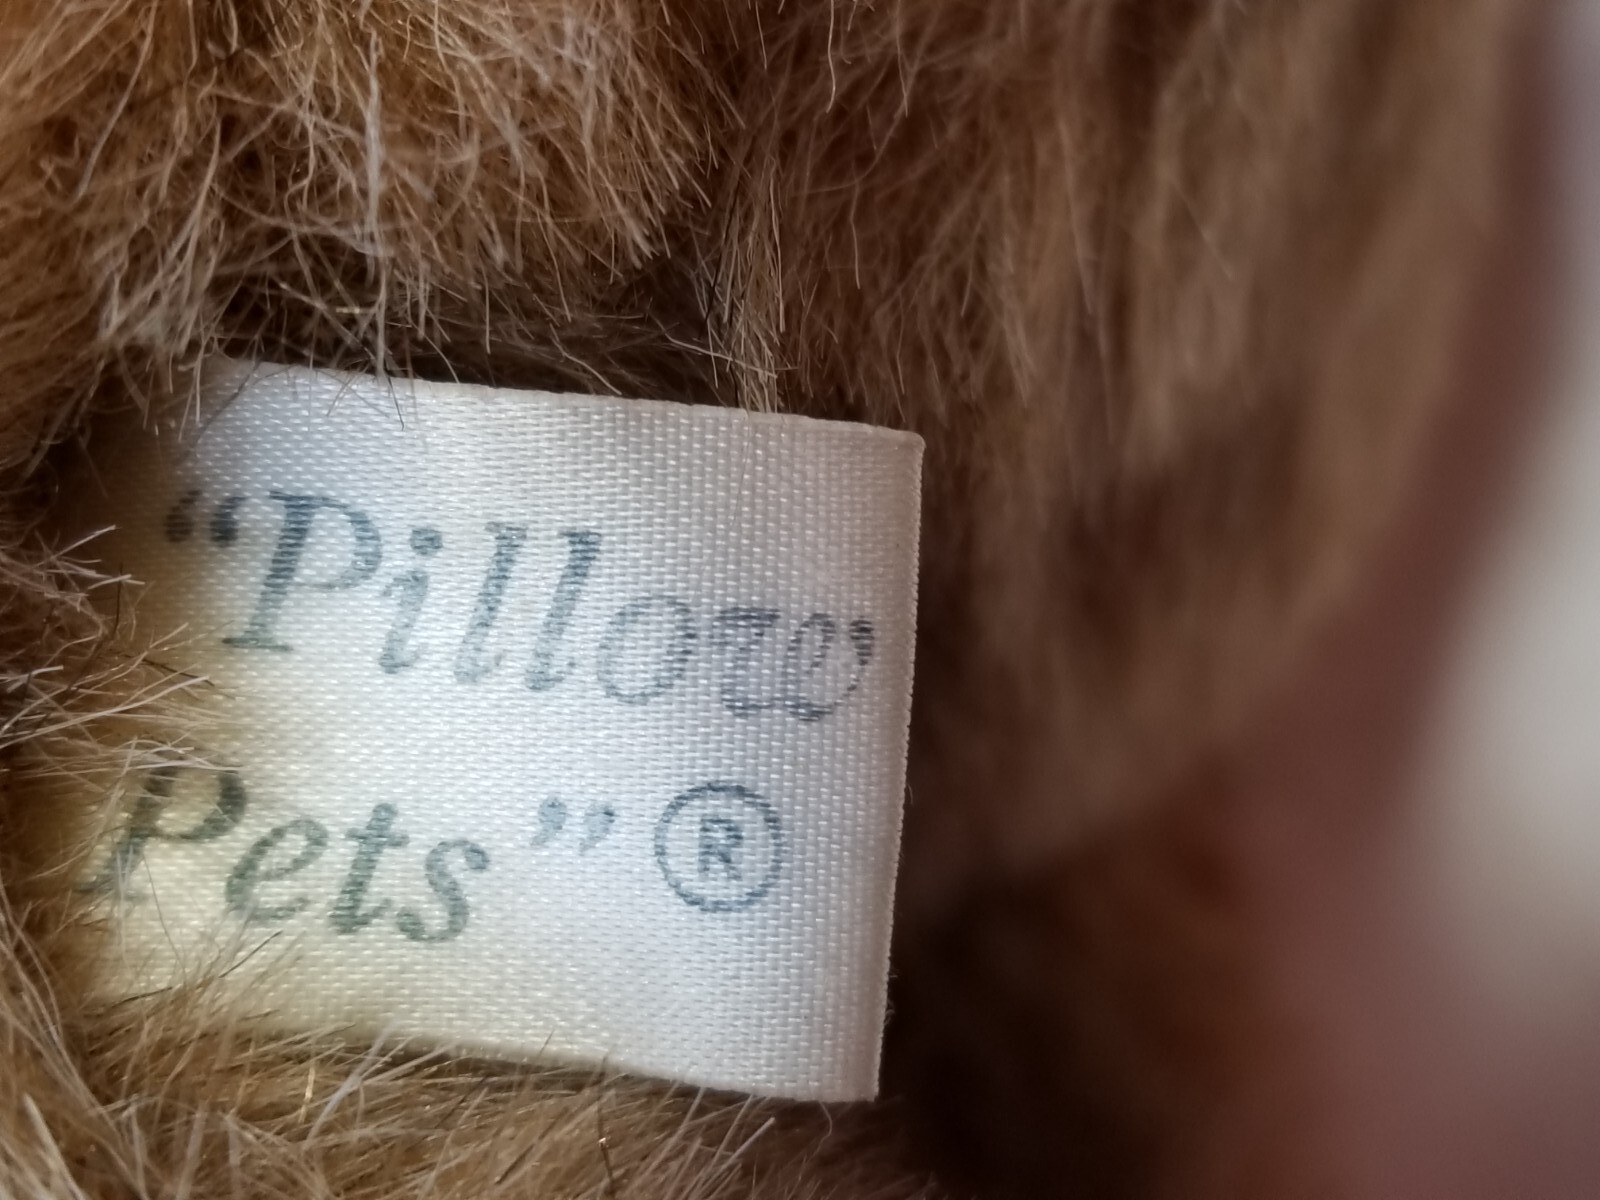 “Pillow
Pets” ®